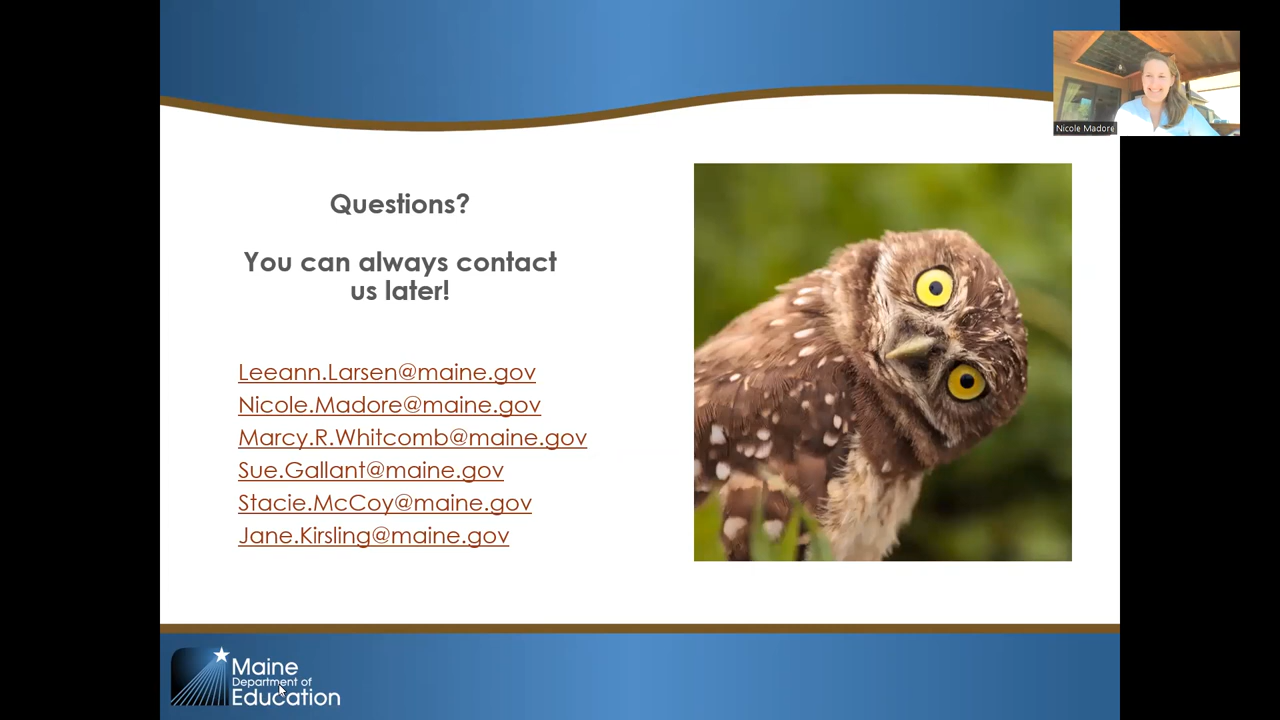 Nicole Madore
Questions?
You can always contact
us later!
Leeann.Larsen@maine.gov
Nicole.Madore@maine.gov
Marcy.R.Whitcomb@maine.gov
Sue.Gallant@maine.gov
Stacie.McCoy@maine.gov
Jane.Kirsling@maine.gov
Maine
Department of
Education